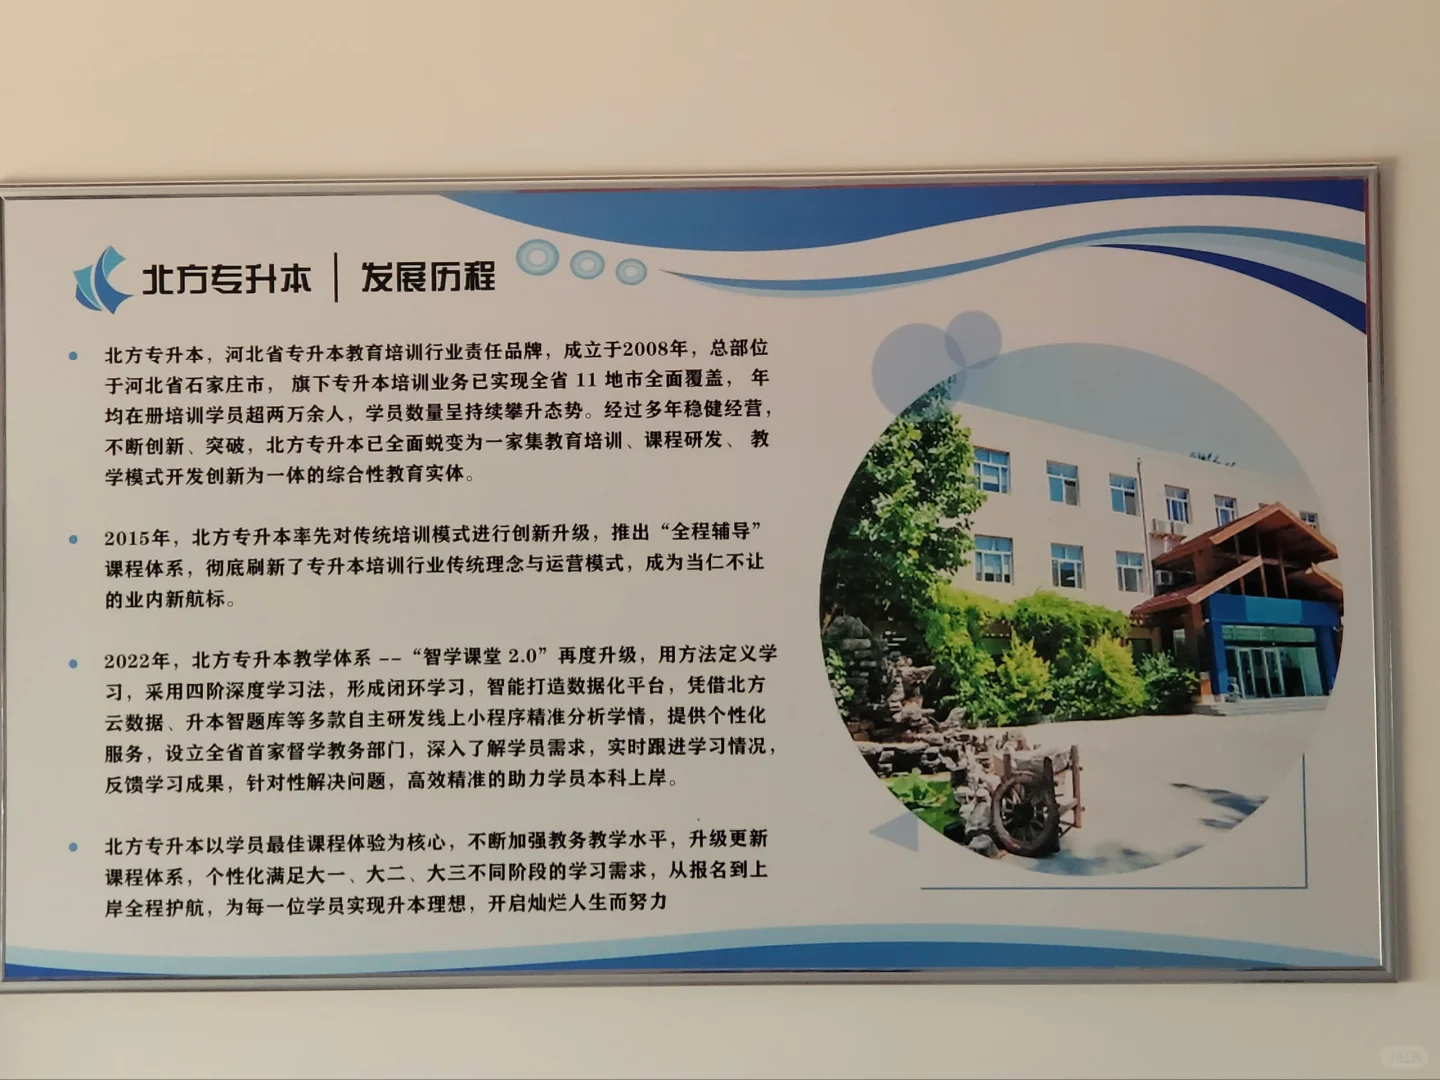 北方专升本 | 发展历程
北方专升本，河北省专升本教育培训行业责任品牌，成立于2008年，总部位
于河北省石家庄市， 旗下专升本培训业务已实现全省 11 地市全面覆盖， 年
均在册培训学员超两万余人，学员数量呈持续攀升态势。经过多年稳健经营，
不断创新、突破，北方专升本已全面蜕变为一家集教育培训、课程研发、 教
学模式开发创新为一体的综合性教育实体。
2015年，北方专升本率先对传统培训模式进行创新升级，推出“全程辅导”
课程体系，彻底刷新了专升本培训行业传统理念与运营模式，成为当仁不让
的业内新航标。
2022年，北方专升本教学体系 --“智学课堂 2.0”再度升级，用方法定义学
习，采用四阶深度学习法，形成闭环学习，智能打造数据化平台，凭借北方
云数据、升本智题库等多款自主研发线上小程序精准分析学情，提供个性化
服务，设立全省首家督学教务部门，深入了解学员需求，实时跟进学习情况，
反馈学习成果，针对性解决问题，高效精准的助力学员本科上岸。
北方专升本以学员最佳课程体验为核心，不断加强教务教学水平，升级更新
课程体系，个性化满足大一、大二、大三不同阶段的学习需求，从报名到上
岸全程护航，为每一位学员实现升本理想，开启灿烂人生而努力
小红书